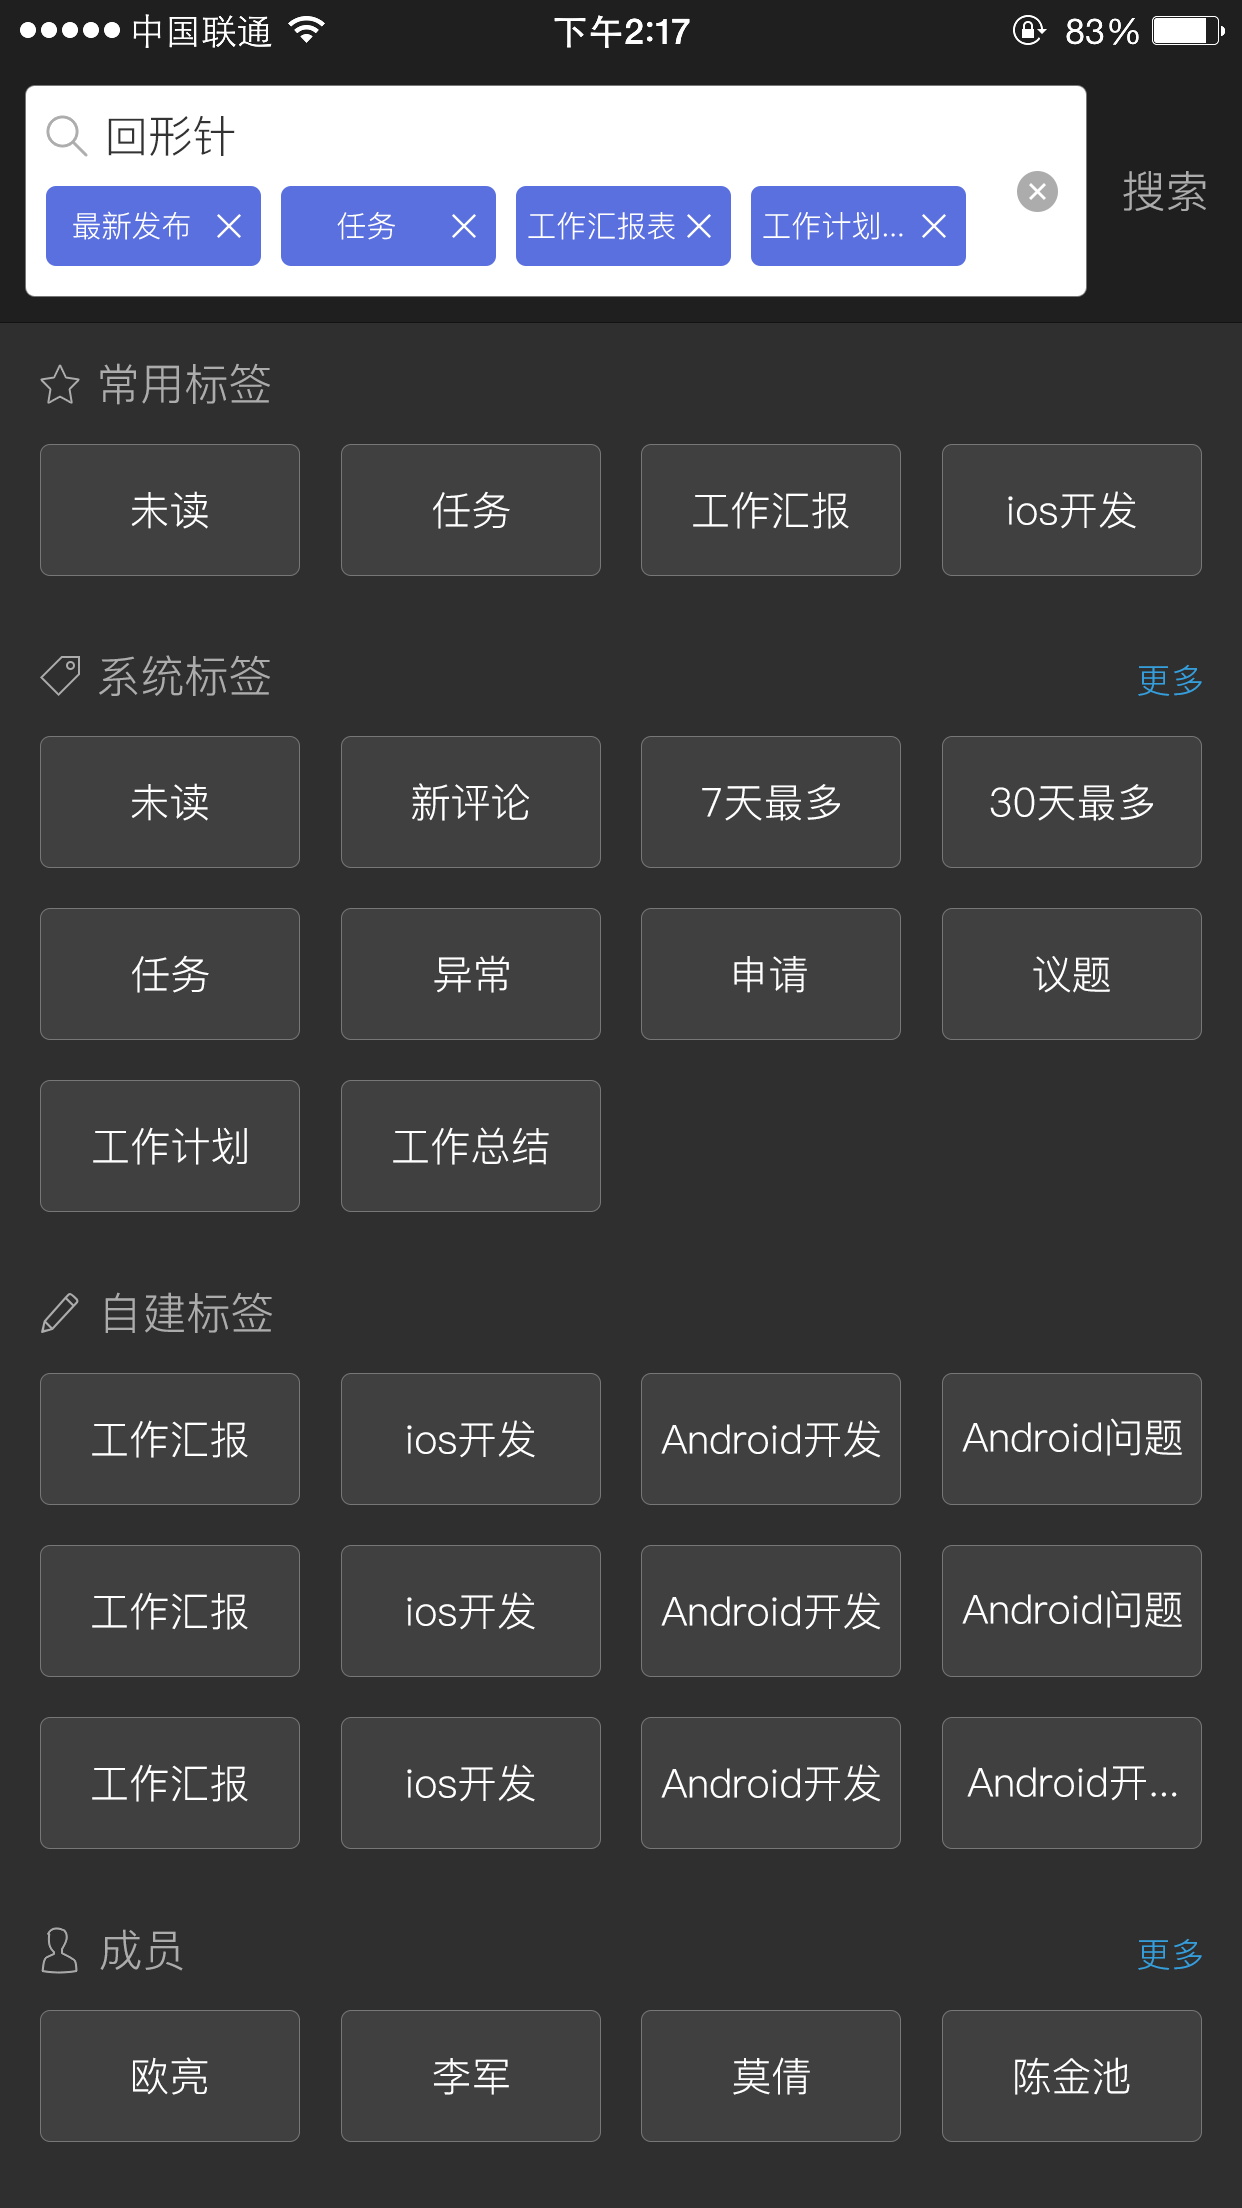 中国联通 下午2:17 83%
回形针
搜索
最新发布 任务 工作汇报表 工作计划...
常用标签
未读 任务 工作汇报 ios开发
系统标签 更多
未读 新评论 7天最多 30天最多
任务 异常 申请 议题
工作计划 工作总结
自建标签
工作汇报 ios开发 Android开发 Android问题
工作汇报 ios开发 Android开发 Android问题
工作汇报 ios开发 Android开发 Android开...
成员 更多
欧亮 李军 莫倩 陈金池